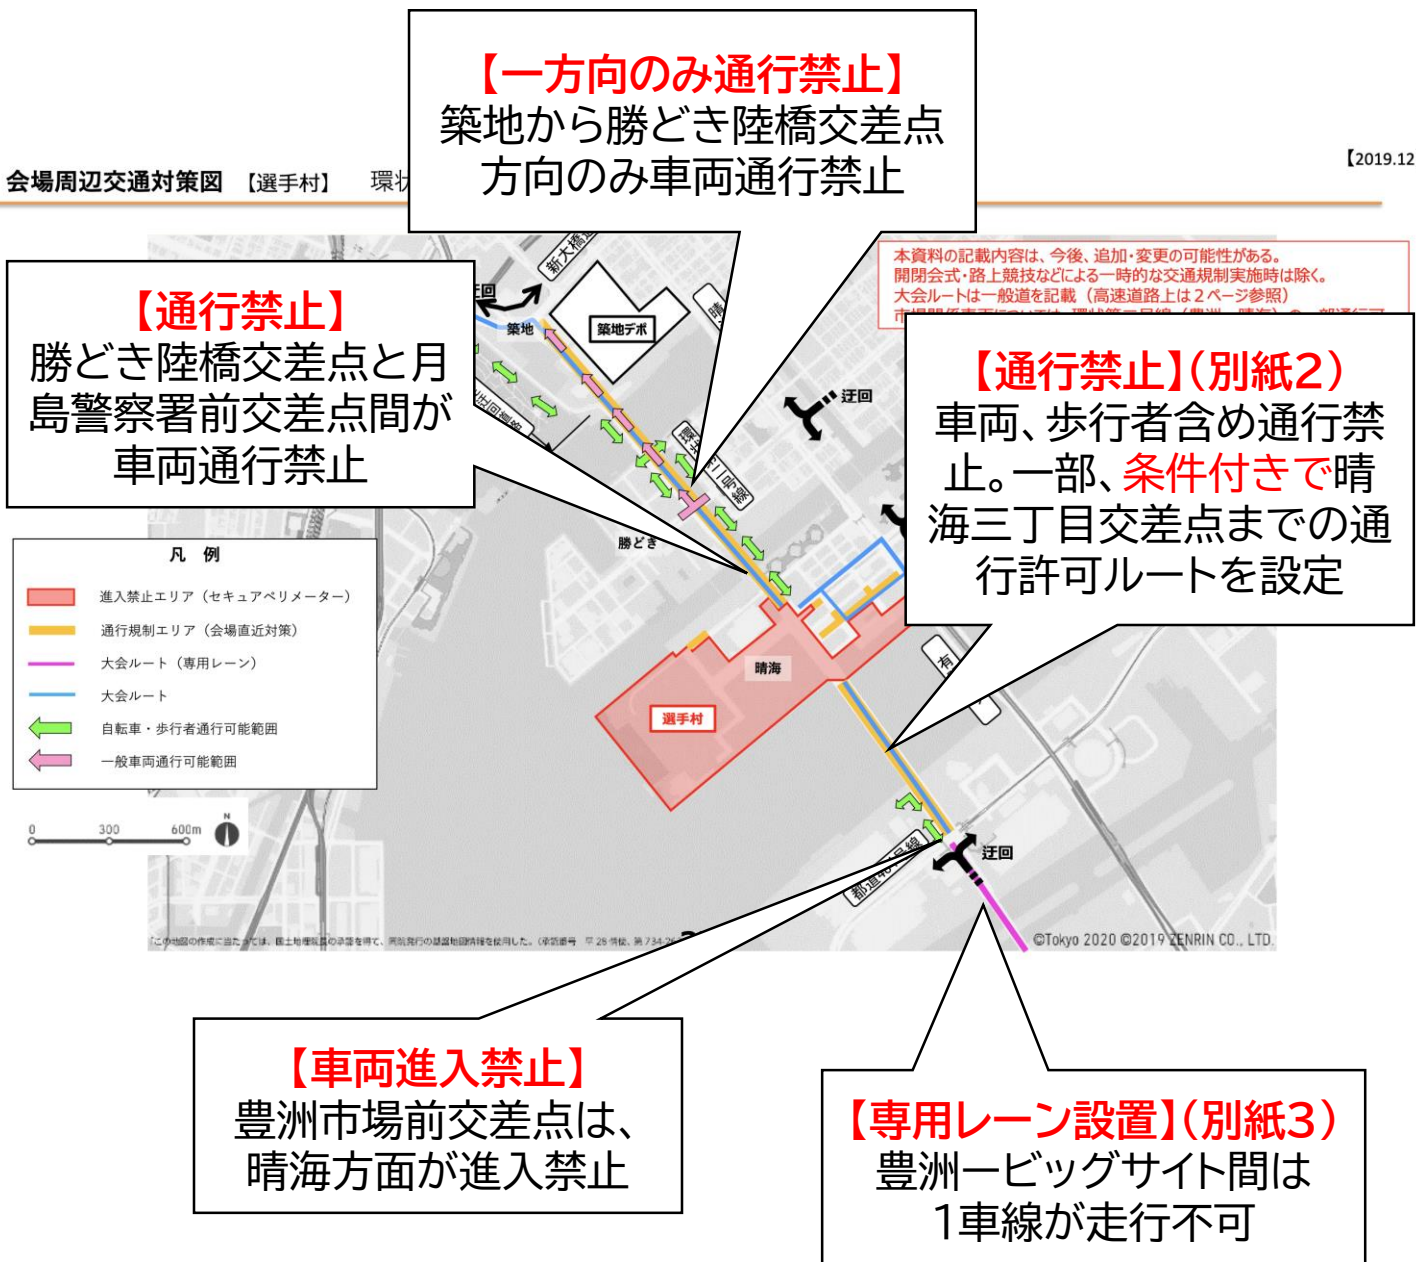 【一方向のみ通行禁止】
築地から勝どき陸橋交差点
方向のみ車両通行禁止
【2019.12
会場周辺交通対策図 【選手村】 環状
本資料の記載内容は、今後、追加・変更の可能性がある。
開閉会式・路上競技などによる一時的な交通規制実施時は除く。
大会ルートは一般道を記載（高速道路上は２ページ参照）
【通行禁止】
勝どき陸橋交差点と月
島警察署前交差点間が
車両通行禁止
新大橋通
迂回
築地
築地デポ
晴
迂回
【通行禁止】（別紙2）
車両、歩行者含め通行禁
止。一部、条件付きで晴
海三丁目交差点までの通
行許可ルートを設定
勝どき
凡 例
進入禁止エリア（セキュアペリメーター）
通行規制エリア（会場直近対策）
大会ルート（専用レーン）
大会ルート
自転車・歩行者通行可能範囲
一般車両通行可能範囲
晴海
有
選手村
0 300 600m
N
迂回
©Tokyo 2020 ©2019 ZENRIN CO., LTD.
【車両進入禁止】
豊洲市場前交差点は、
晴海方面が進入禁止
【専用レーン設置】（別紙3）
豊洲ービッグサイト間は
1車線が走行不可